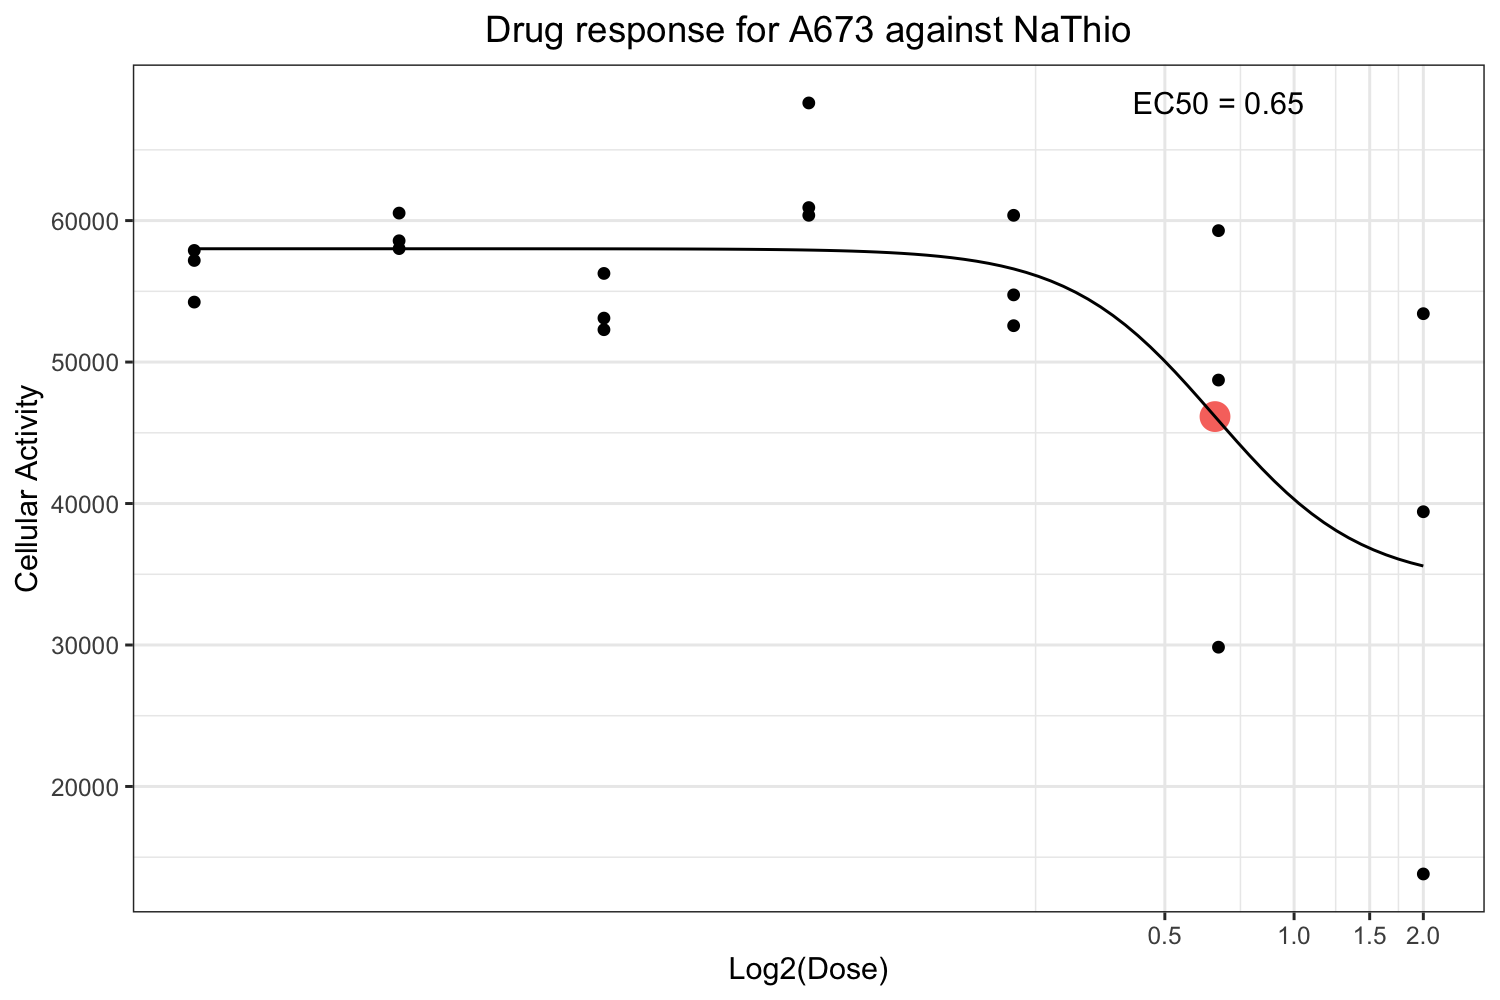 Drug response for A673 against NaThio
EC50 = 0.65
60000
50000
40000
30000
20000
Cellular Activity
0.5 1.0 1.5 2.0
Log2(Dose)